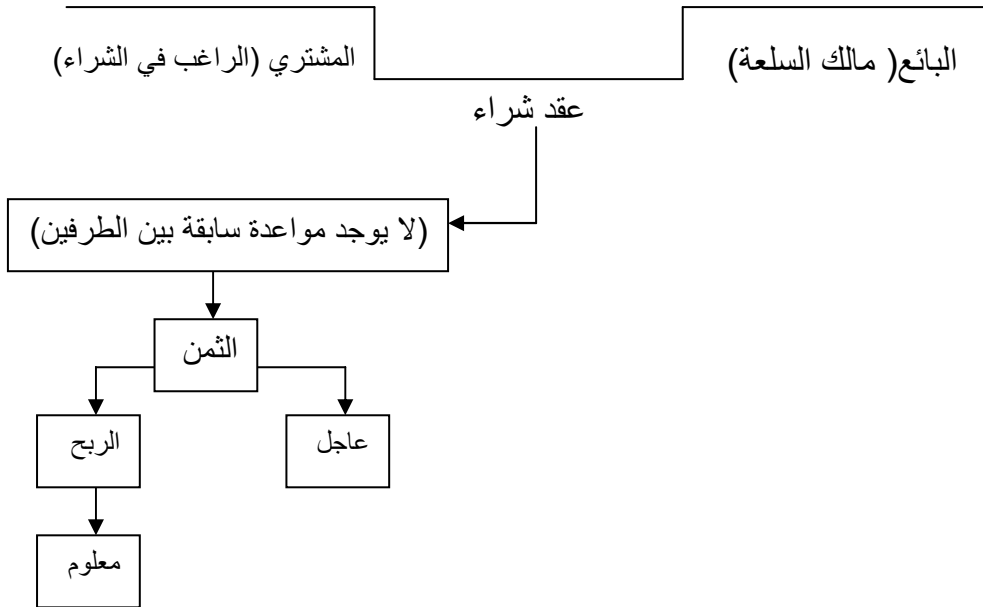 البائع( مالك السلعة)
المشتري (الراغب في الشراء)
عقد شراء
(لا يوجد مواعدة سابقة بين الطرفين)
الثمن
عاجل
الربح
معلوم